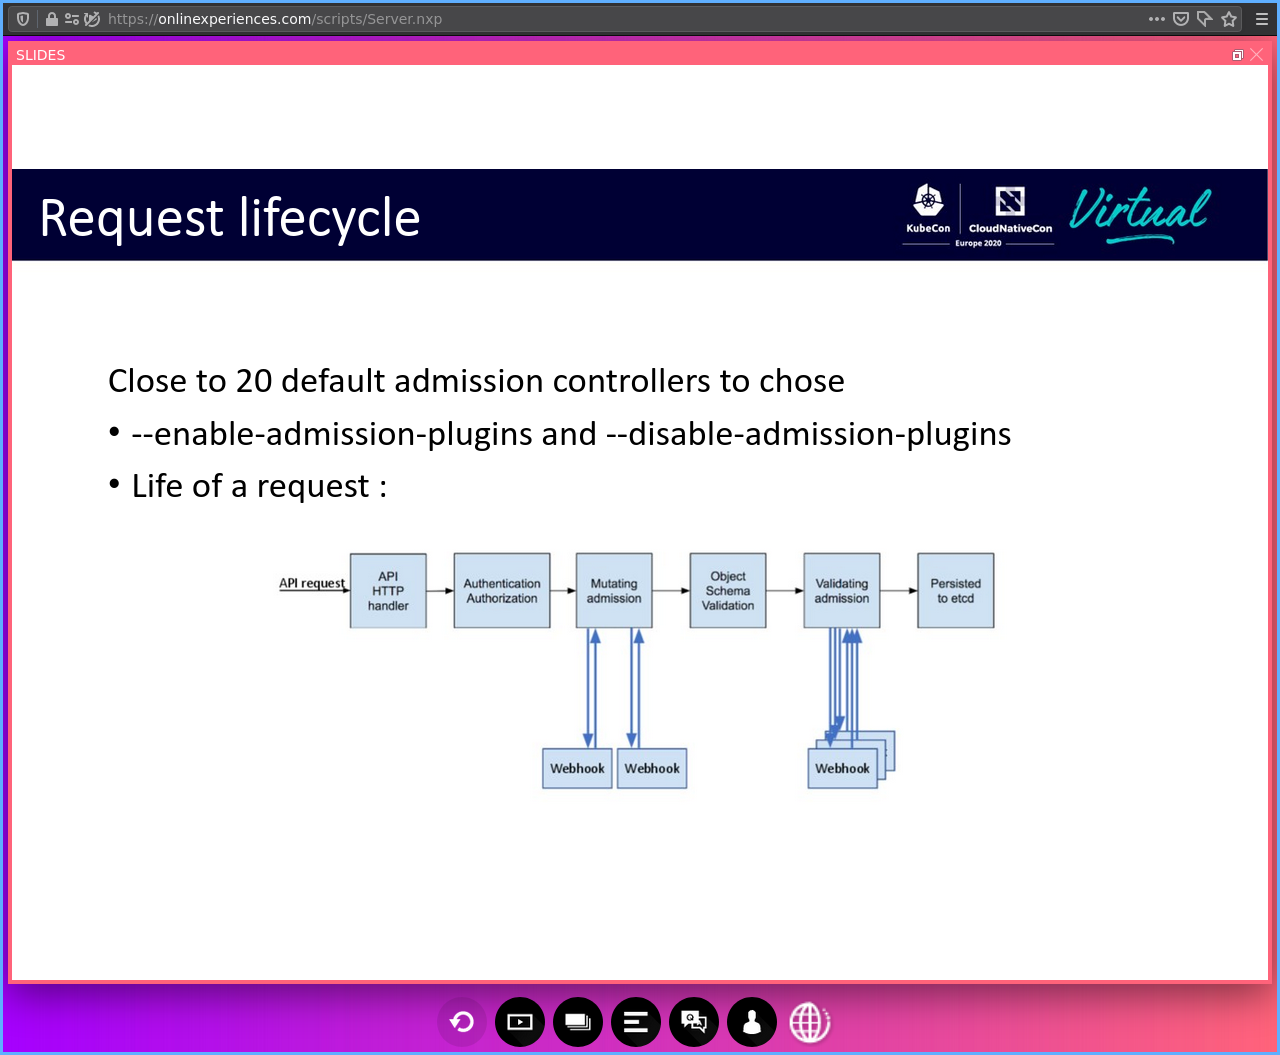 https://onlinexperiences.com/scripts/Server.nxp
SLIDES
Request lifecycle
KubeCon
CloudNativeCon
Europe 2020
Virtual
Close to 20 default admission controllers to chose
• --enable-admission-plugins and --disable-admission-plugins
• Life of a request :
API request
API
HTTP
handler
Authentication
Authorization
Mutating
admission
Object
Schema
Validation
Validating
admission
Persisted
to etcd
Webhook
Webhook
Webhook